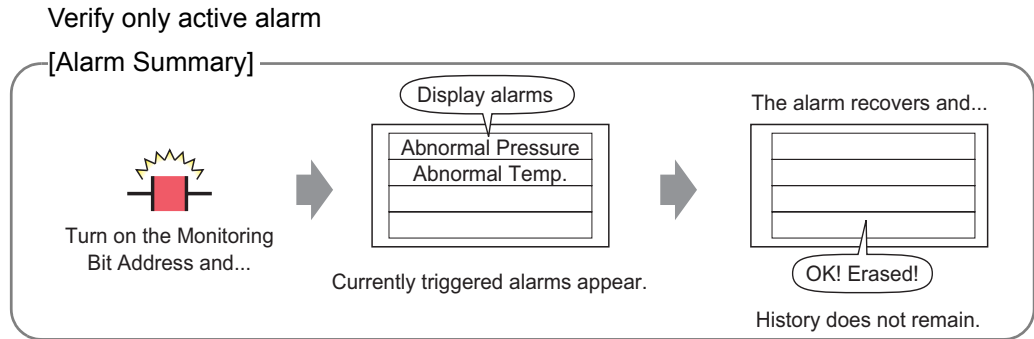 Verify only active alarm
[Alarm Summary]
Turn on the Monitoring
Bit Address and...
Display alarms
Abnormal Pressure
Abnormal Temp.
Currently triggered alarms appear.
The alarm recovers and...
OK! Erased!
History does not remain.